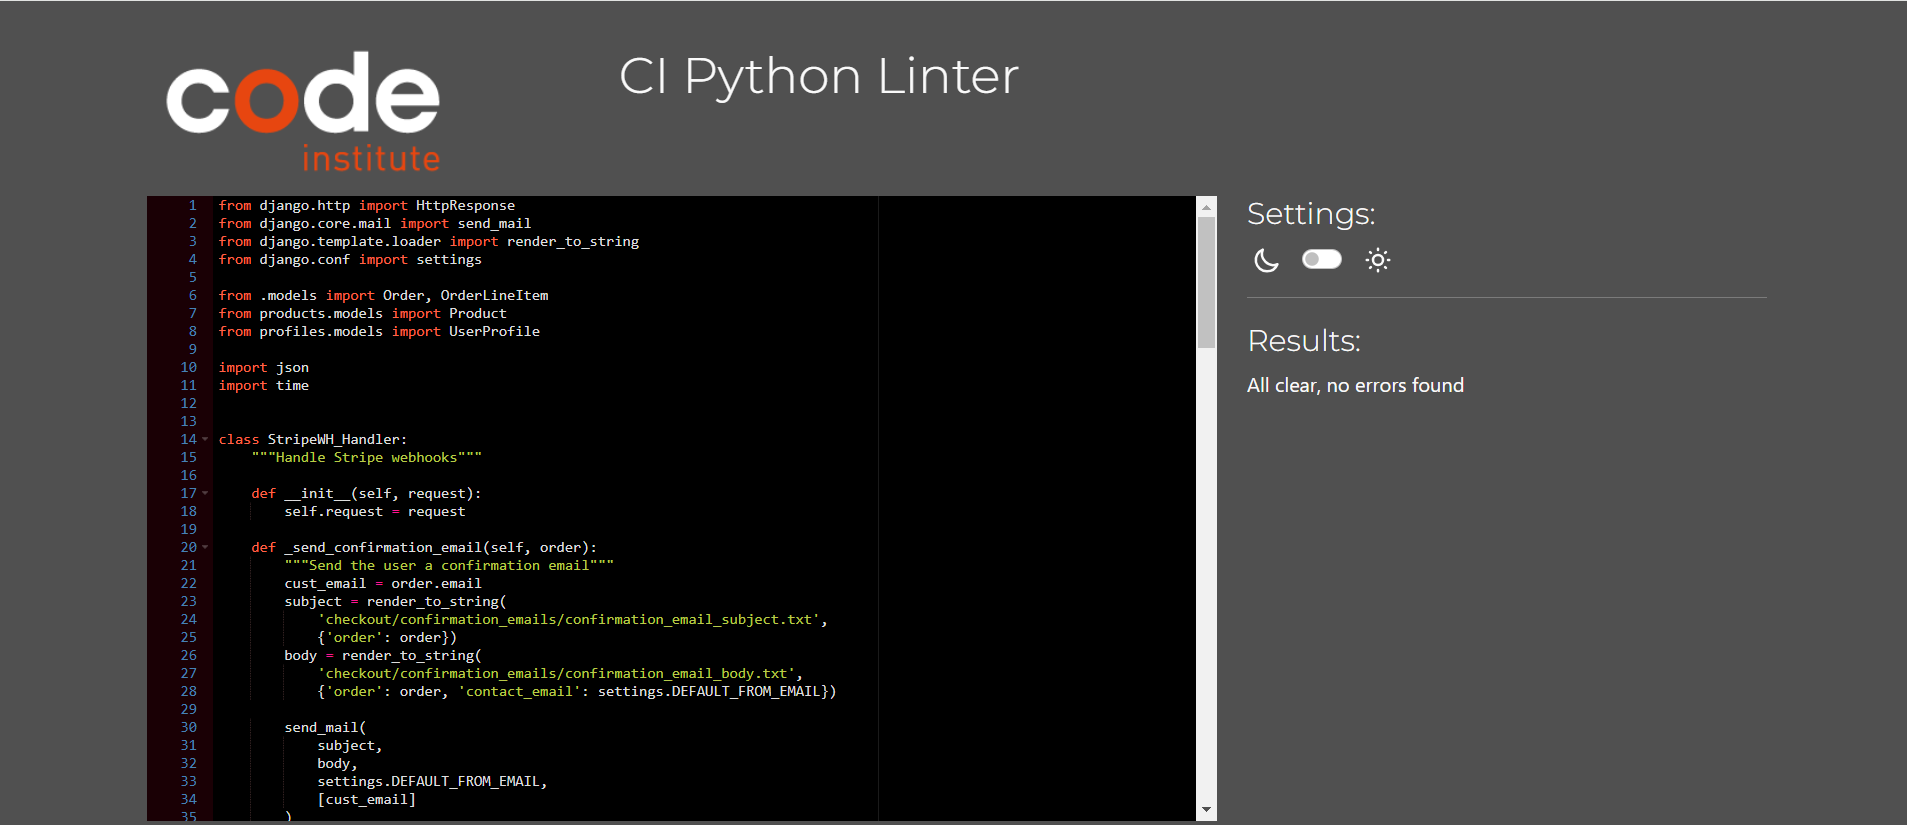 code
institute
CI Python Linter
1 from django.http import HttpResponse
2 from django.core.mail import send_mail
3 from django.template.loader import render_to_string
4 from django.conf import settings
5
6 from .models import Order, OrderLineItem
7 from products.models import Product
8 from profiles.models import UserProfile
9
10 import json
11 import time
12
13
14 class StripeWH_Handler:
15     """Handle Stripe webhooks"""
16
17     def __init__(self, request):
18         self.request = request
19
20     def _send_confirmation_email(self, order):
21         """Send the user a confirmation email"""
22         cust_email = order.email
23         subject = render_to_string(
24             'checkout/confirmation_emails/confirmation_email_subject.txt',
25             {'order': order})
26         body = render_to_string(
27             'checkout/confirmation_emails/confirmation_email_body.txt',
28             {'order': order, 'contact_email': settings.DEFAULT_FROM_EMAIL})
29
30         send_mail(
31             subject,
32             body,
33             settings.DEFAULT_FROM_EMAIL,
34             [cust_email]
35         )
Settings:
Results:
All clear, no errors found